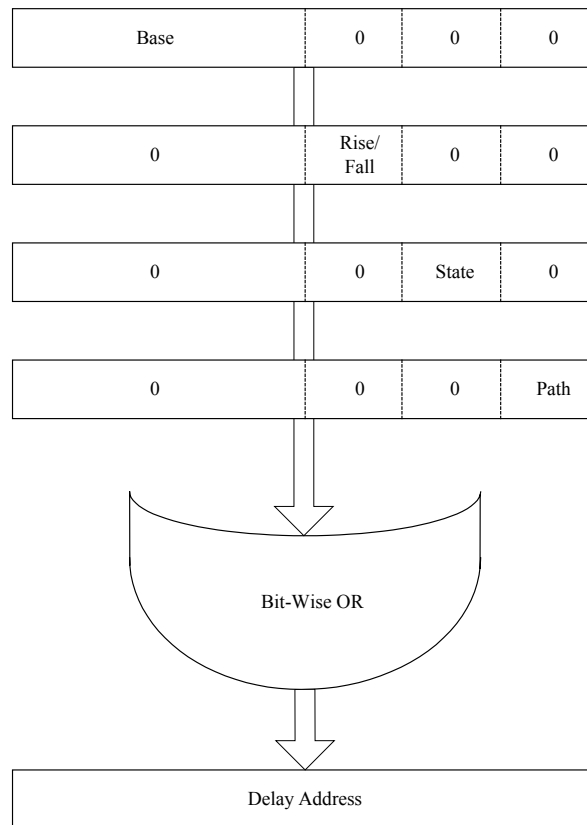 Base 0 0 0
0 Rise/ 0 0
Fall
0 0 State 0
0 0 0 Path
Bit-Wise OR
Delay Address